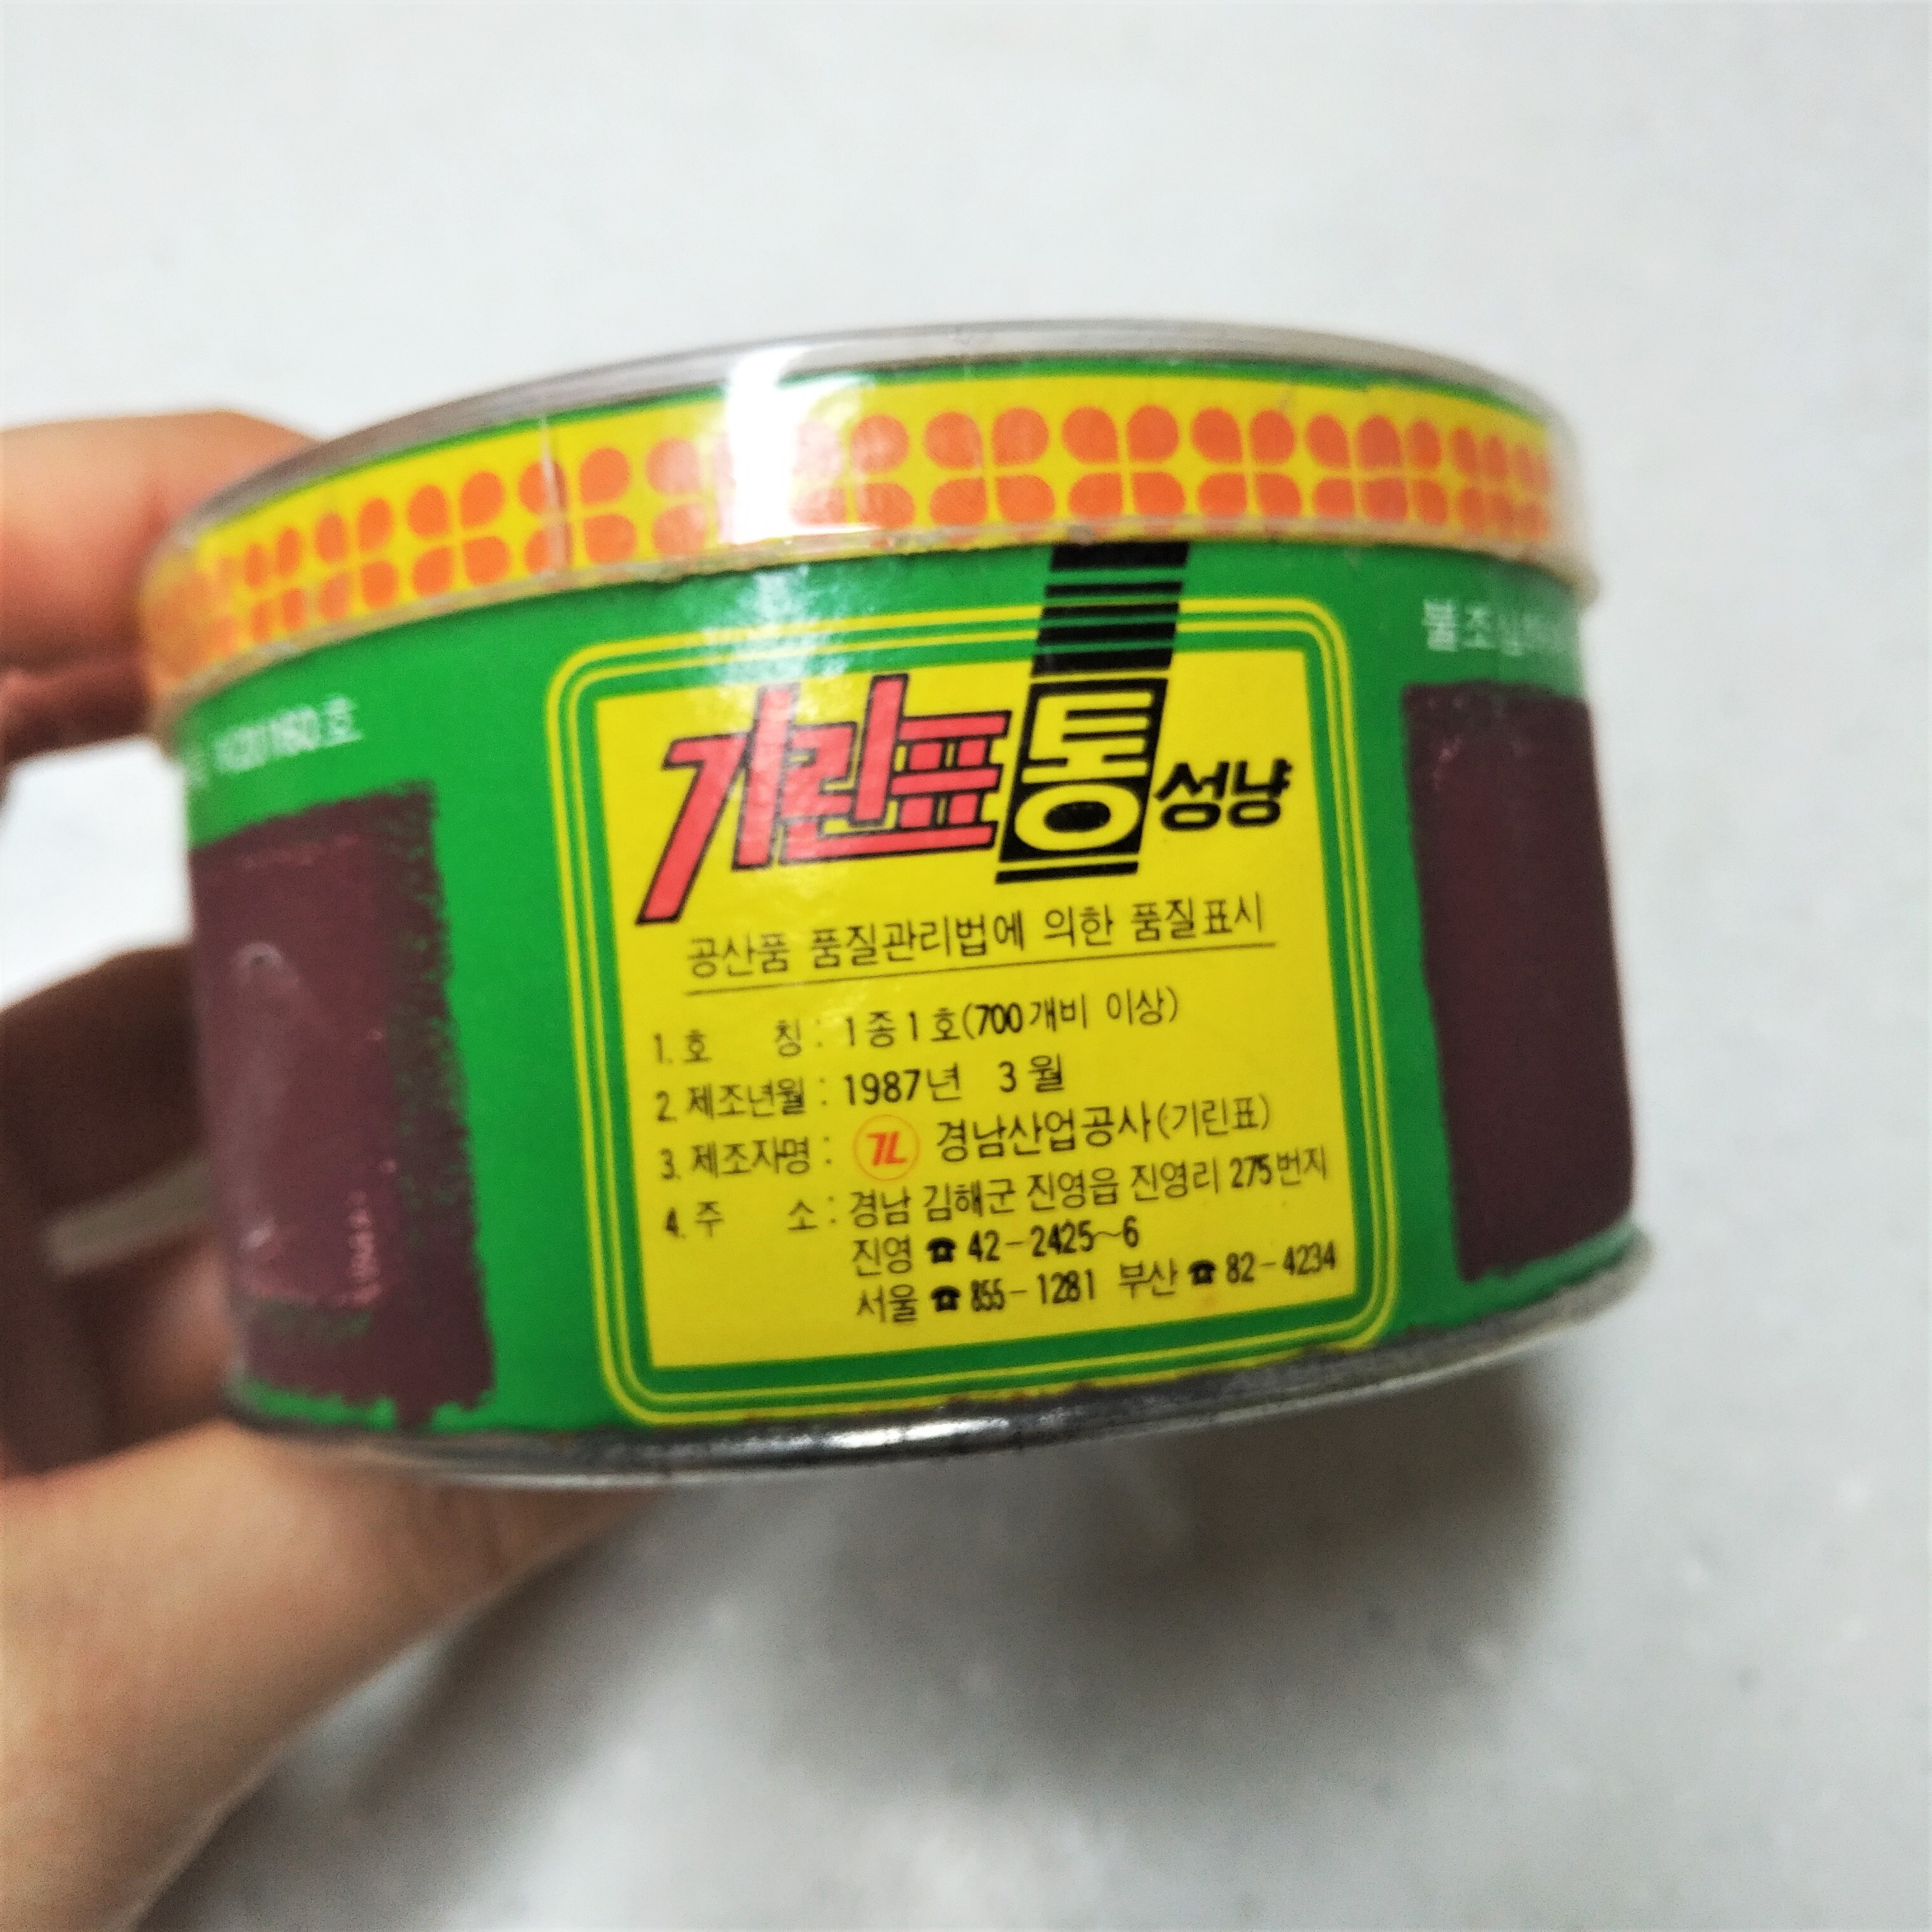 기린표 통 성냥
공산품 품질관리법에 의한 품질표시
1. 호 칭 : 1종1호(700개비 이상)
2. 제조년월 : 1987년 3월
3. 제조자명 : 경남산업공사(기린표)
4. 주 소 : 경남 김해군 진영읍 진영리 275번지
진영 ☎ 42-2425~6
서울 ☎ 855-1281 부산 ☎ 82-4234
불조심